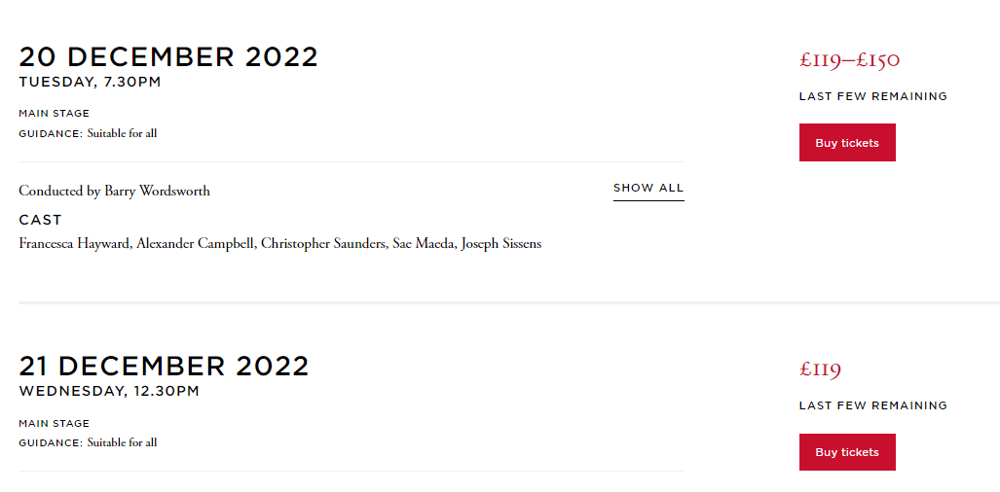 20 DECEMBER 2022
TUESDAY, 7.30PM
MAIN STAGE
GUIDANCE: Suitable for all
£119–£150
LAST FEW REMAINING
Buy tickets
Conducted by Barry Wordsworth
SHOW ALL
CAST
Francesca Hayward, Alexander Campbell, Christopher Saunders, Sae Maeda, Joseph Sissens
21 DECEMBER 2022
WEDNESDAY, 12.30PM
MAIN STAGE
GUIDANCE: Suitable for all
£119
LAST FEW REMAINING
Buy tickets